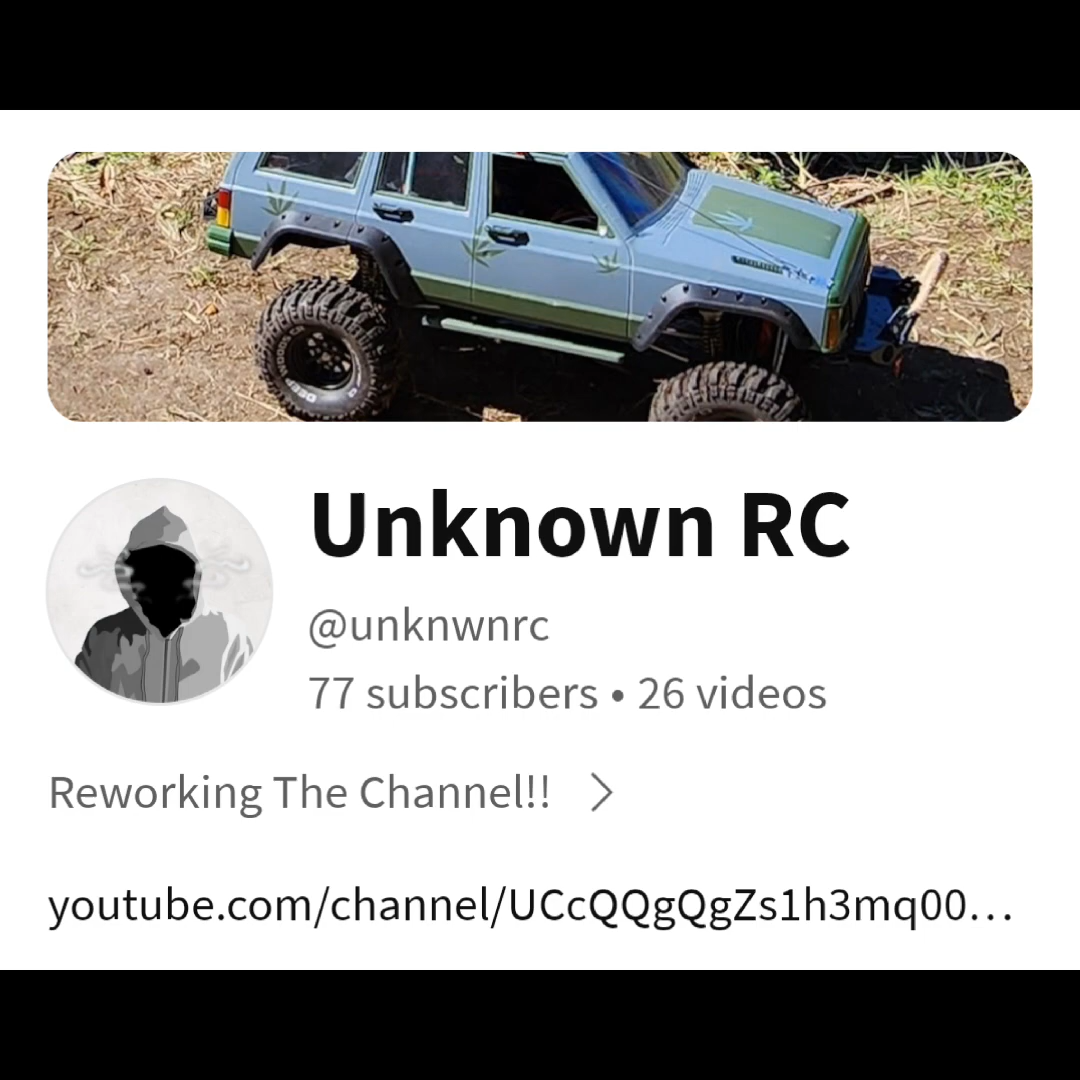 Unknown RC
@unknwnrc
77 subscribers • 26 videos
Reworking The Channel!!
youtube.com/channel/UCcQQgQgZs1h3mq00...